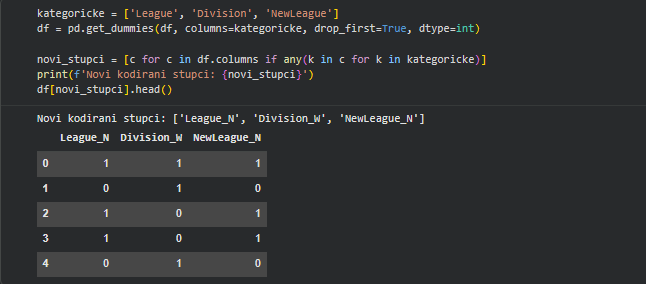 kategoricke = ['League', 'Division', 'NewLeague']
df = pd.get_dummies(df, columns=kategoricke, drop_first=True, dtype=int)
novi_stupci = [c for c in df.columns if any(k in c for k in kategoricke)]
print(f'Novi kodirani stupci: {novi_stupci}')
df[novi_stupci].head()
Novi kodirani stupci: ['League_N', 'Division_W', 'NewLeague_N']
League_N Division_W NewLeague_N
0 1 1 1
1 0 1 0
2 1 0 1
3 1 0 1
4 0 1 0